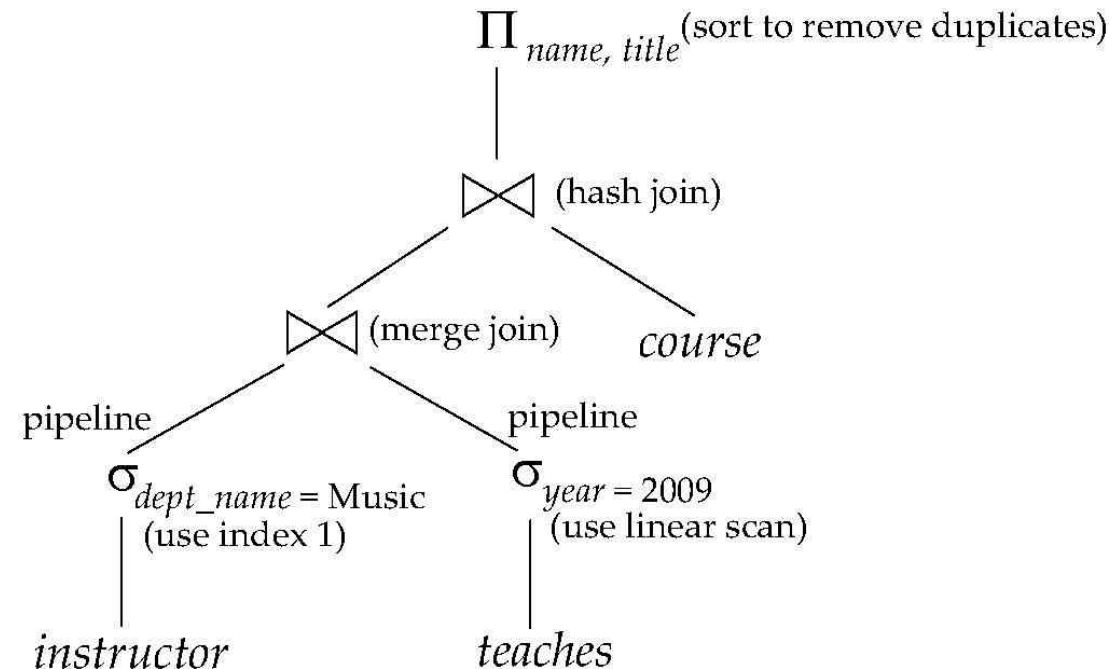 Π name, title (sort to remove duplicates)
(hash join)
(merge join)
course
pipeline
pipeline
σ dept_name = Music
σ year = 2009
(use index 1)
(use linear scan)
instructor
teaches